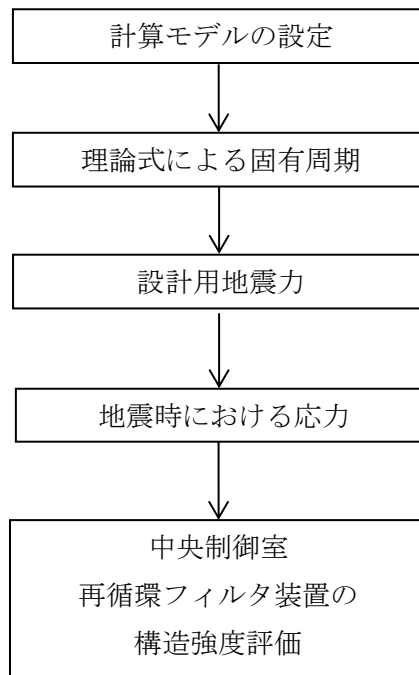 計算モデルの設定
理論式による固有周期
設計用地震力
地震時における応力
中央制御室
再循環フィルタ装置の
構造強度評価